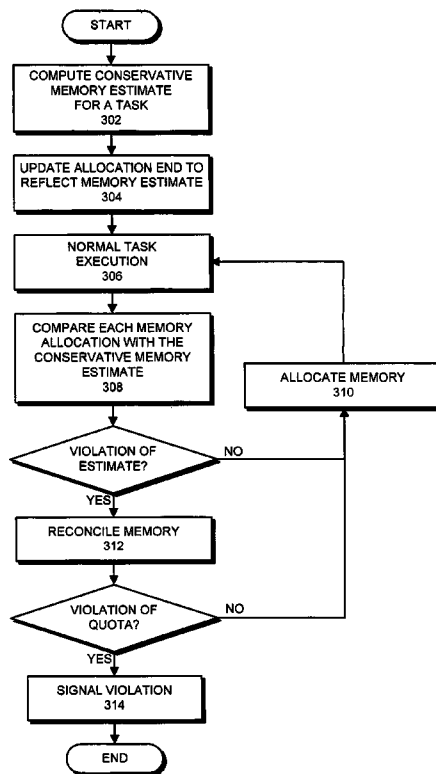 START
COMPUTE CONSERVATIVE
MEMORY ESTIMATE
FOR A TASK
302
UPDATE ALLOCATION END TO
REFLECT MEMORY ESTIMATE
304
NORMAL TASK
EXECUTION
306
COMPARE EACH MEMORY
ALLOCATION WITH THE
CONSERVATIVE MEMORY
ESTIMATE
308
ALLOCATE MEMORY
310
VIOLATION OF
ESTIMATE?
NO
YES
RECONCILE MEMORY
312
VIOLATION OF
QUOTA?
NO
YES
SIGNAL VIOLATION
314
END